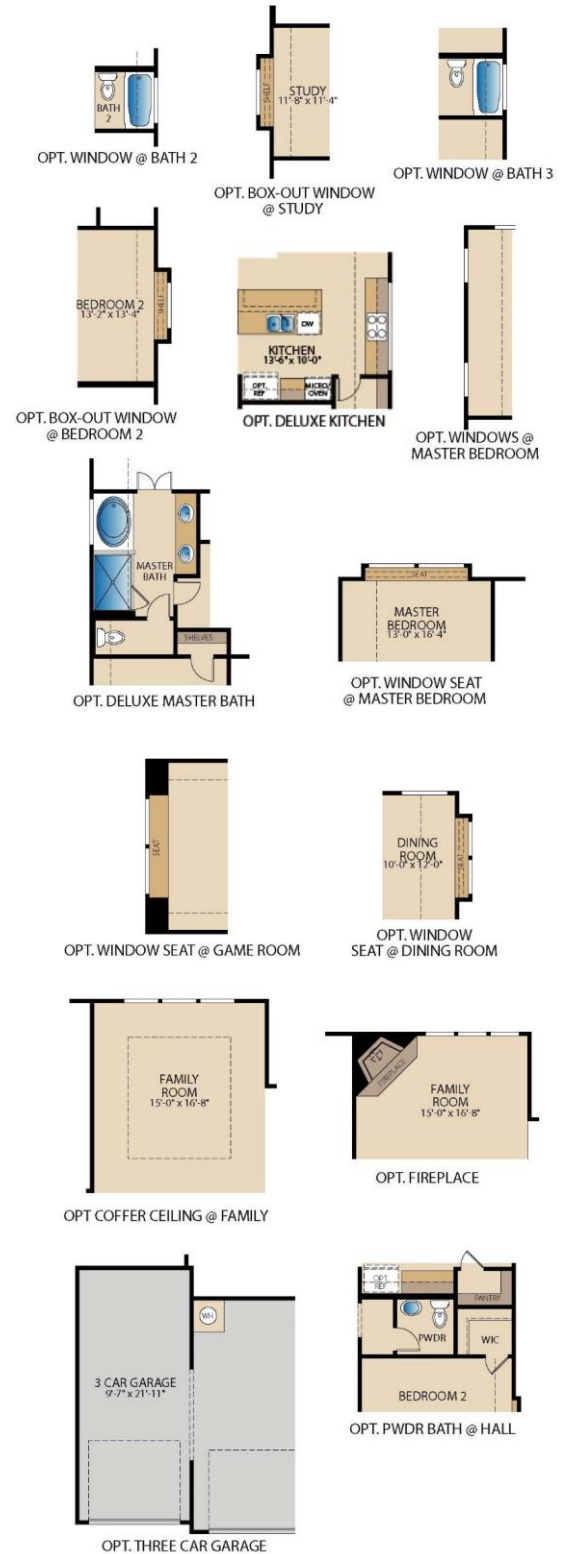 BATH
2
OPT. WINDOW @ BATH 2
SHELF
STUDY
11'-8" x 11'-4"
OPT. BOX-OUT WINDOW
@ STUDY
OPT. WINDOW @ BATH 3
BEDROOM 2
13'-2" x 13'-4"
SHELF
OPT. BOX-OUT WINDOW
@ BEDROOM 2
DW
KITCHEN
13'-6" x 10'-0"
OPT.
REF
MICRO/
OVEN
OPT. DELUXE KITCHEN
OPT. WINDOWS @
MASTER BEDROOM
MASTER
BATH
SHELVES
OPT. DELUXE MASTER BATH
SEAT
MASTER
BEDROOM
13'-0" x 16'-4"
OPT. WINDOW SEAT
@ MASTER BEDROOM
SEAT
OPT. WINDOW SEAT @ GAME ROOM
DINING
ROOM
10'-0" x 12'-0"
SEAT
OPT. WINDOW
SEAT @ DINING ROOM
FAMILY
ROOM
15'-0" x 16'-8"
OPT COFFER CEILING @ FAMILY
FIREPLACE
FAMILY
ROOM
15'-0" x 16'-8"
OPT. FIREPLACE
WH
3 CAR GARAGE
9'-7" x 21'-11"
OPT. THREE CAR GARAGE
OPT.
REF
PANTRY
PWDR
WIC
BEDROOM 2
OPT. PWDR BATH @ HALL